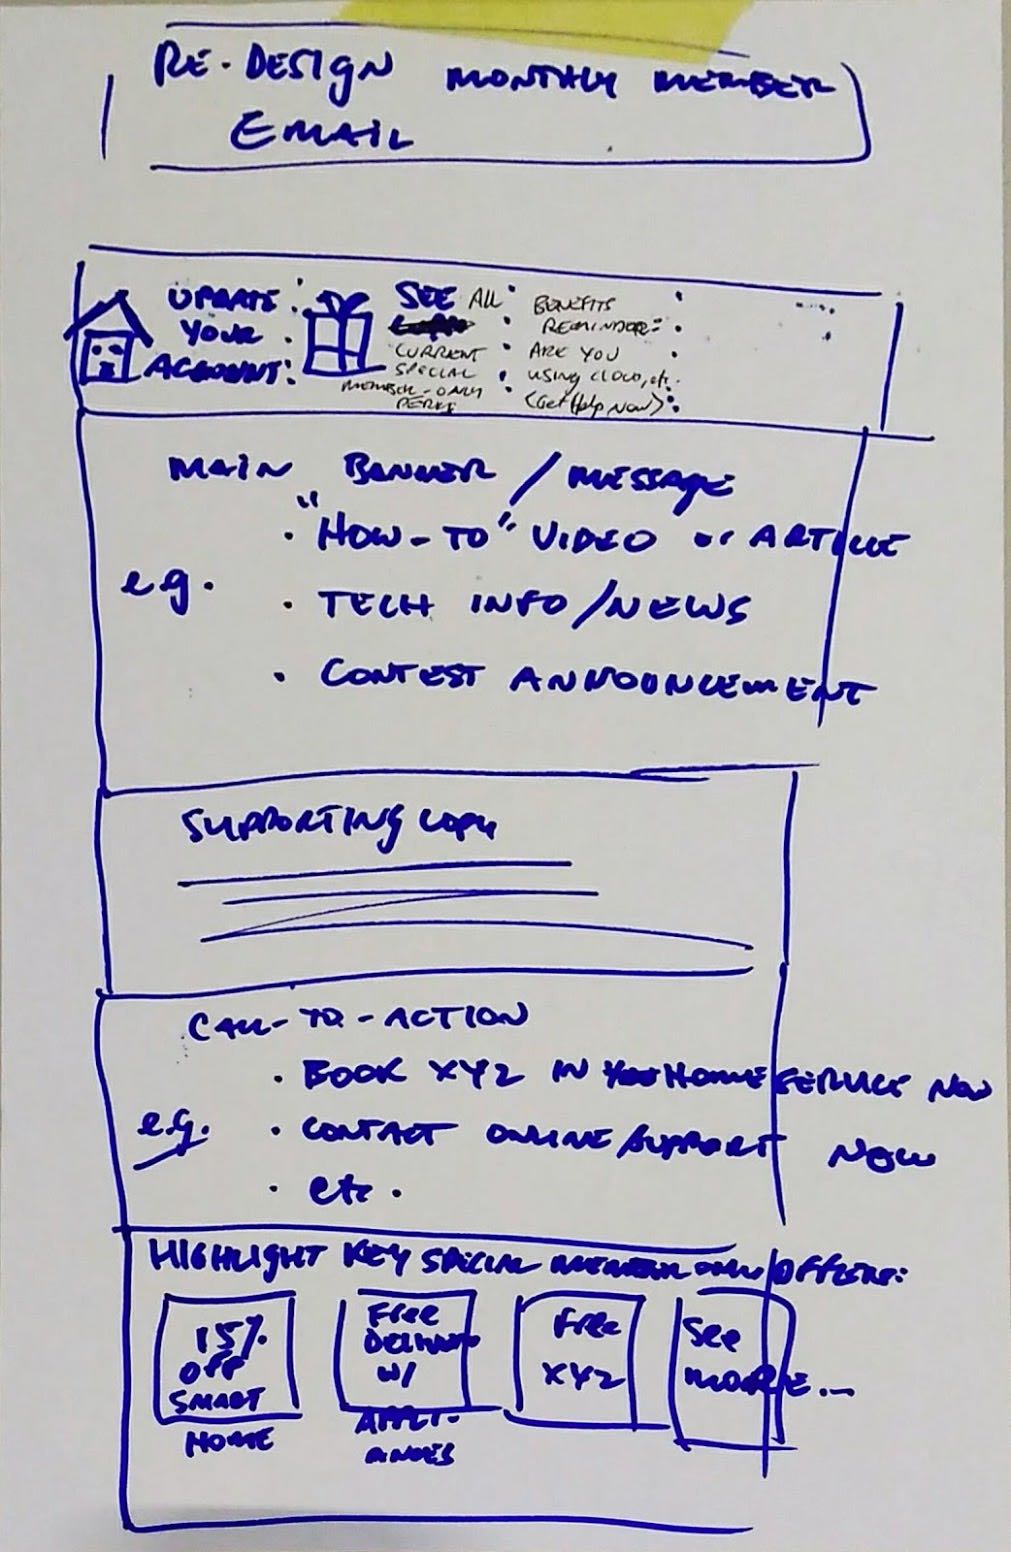 RE-DESIGN MONTHLY MEMBER
EMAIL
UPDATE
YOUR
ACCOUNT:
SEE ALL
CURRENT
SPECIAL
MEMBER-ONLY
PERKS
BENEFITS
REMINDER:
ARE YOU
USING CLOUD, etc.
(Get Help Now)
MAIN BANNER / MESSAGE
e.g.
• "HOW-TO" VIDEO or ARTICLE
• TECH INFO/NEWS
• CONTEST ANNOUNCEMENT
SUPPORTING COPY
CALL-TO-ACTION
e.g.
• BOOK XYZ IN HOME SERVICE NOW
• CONTACT ONLINE SUPPORT NOW
• etc.
HIGHLIGHT KEY SPECIAL MEMBER ONLY OFFERS:
15%
OFF
SMART
HOME
Free
DELIVERY
W/
APPLI-
ANCES
Free
XYZ
See
MORE...